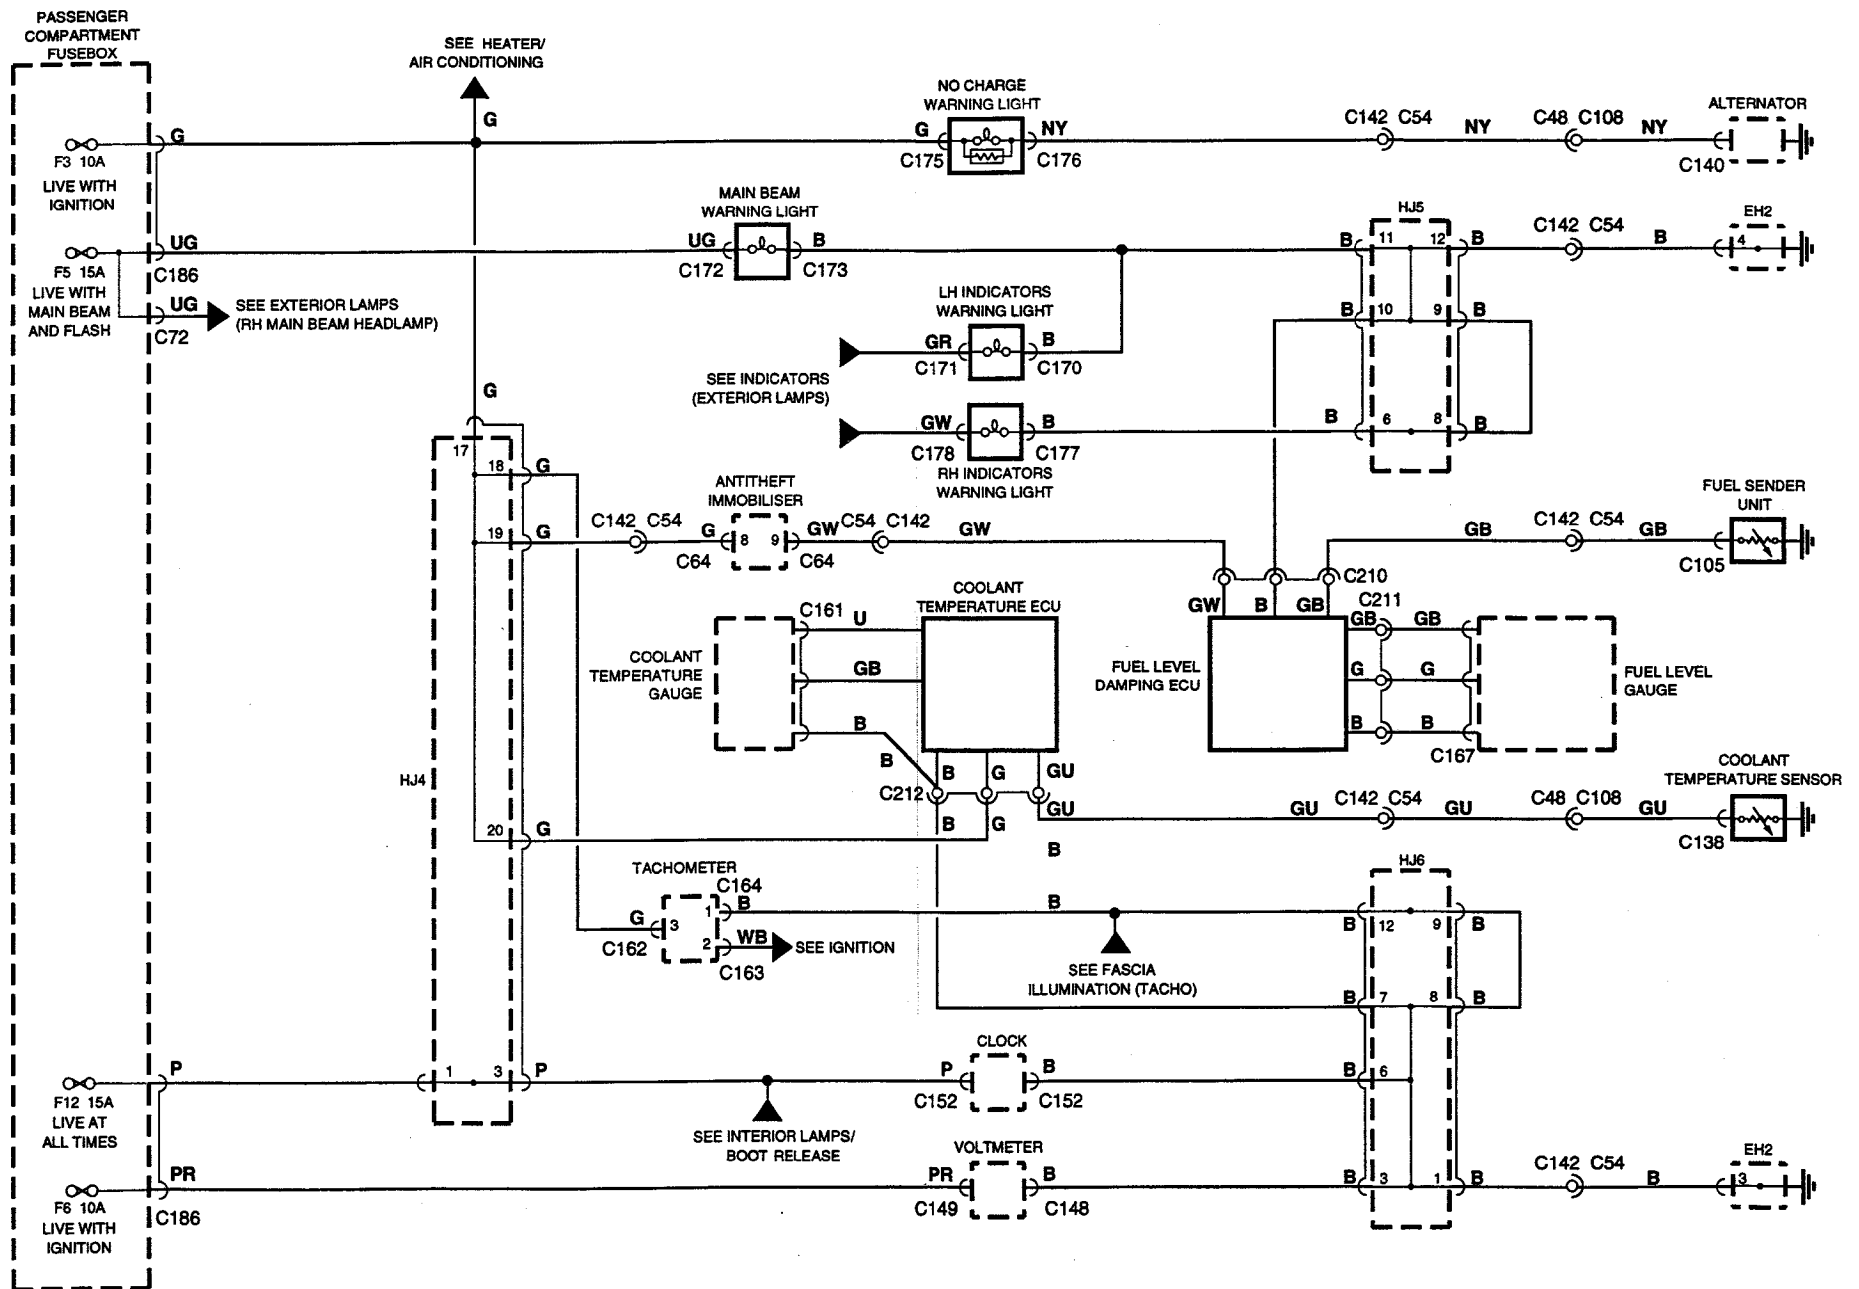 PASSENGER
COMPARTMENT
FUSEBOX
SEE HEATER/
AIR CONDITIONING
G
G
F3 10A
LIVE WITH
IGNITION
NO CHARGE
WARNING LIGHT
G
C175
NY
C176
C142 C54
NY
C48 C108
NY
ALTERNATOR
C140
MAIN BEAM
WARNING LIGHT
UG
C172
B
C173
UG
C186
F5 15A
LIVE WITH
MAIN BEAM
AND FLASH
UG
C72
SEE EXTERIOR LAMPS
(RH MAIN BEAM HEADLAMP)
HJ5
B
11
12
B
C142 C54
B
EH2
4
B
10
9
B
B
6
8
B
LH INDICATORS
WARNING LIGHT
GR
C171
B
C170
SEE INDICATORS
(EXTERIOR LAMPS)
GW
C178
B
C177
RH INDICATORS
WARNING LIGHT
G
17
18
G
19
G
C142 C54
G
C64
ANTITHEFT
IMMOBILISER
8
9
GW
C64
C54 C142
GW
GB
C142 C54
GB
FUEL SENDER
UNIT
C105
C210
GW
B
GB
C211
GB
GB
G
G
B
B
C167
FUEL LEVEL
DAMPING ECU
FUEL LEVEL
GAUGE
COOLANT
TEMPERATURE ECU
C161
U
GB
B
B
COOLANT
TEMPERATURE
GAUGE
B
G
GU
C212
B
G
GU
GU
C142 C54
GU
C48 C108
GU
COOLANT
TEMPERATURE SENSOR
C138
HJ4
20
G
B
TACHOMETER
C164
G
C162
3
1
B
2
WB
C163
SEE IGNITION
B
SEE FASCIA
ILLUMINATION (TACHO)
HJ6
B
12
9
B
B
7
8
B
P
F12 15A
LIVE AT
ALL TIMES
1
3
P
SEE INTERIOR LAMPS/
BOOT RELEASE
CLOCK
P
C152
B
C152
B
6
PR
C186
F6 10A
LIVE WITH
IGNITION
VOLTMETER
PR
C149
B
C148
B
3
1
B
C142 C54
B
EH2
3